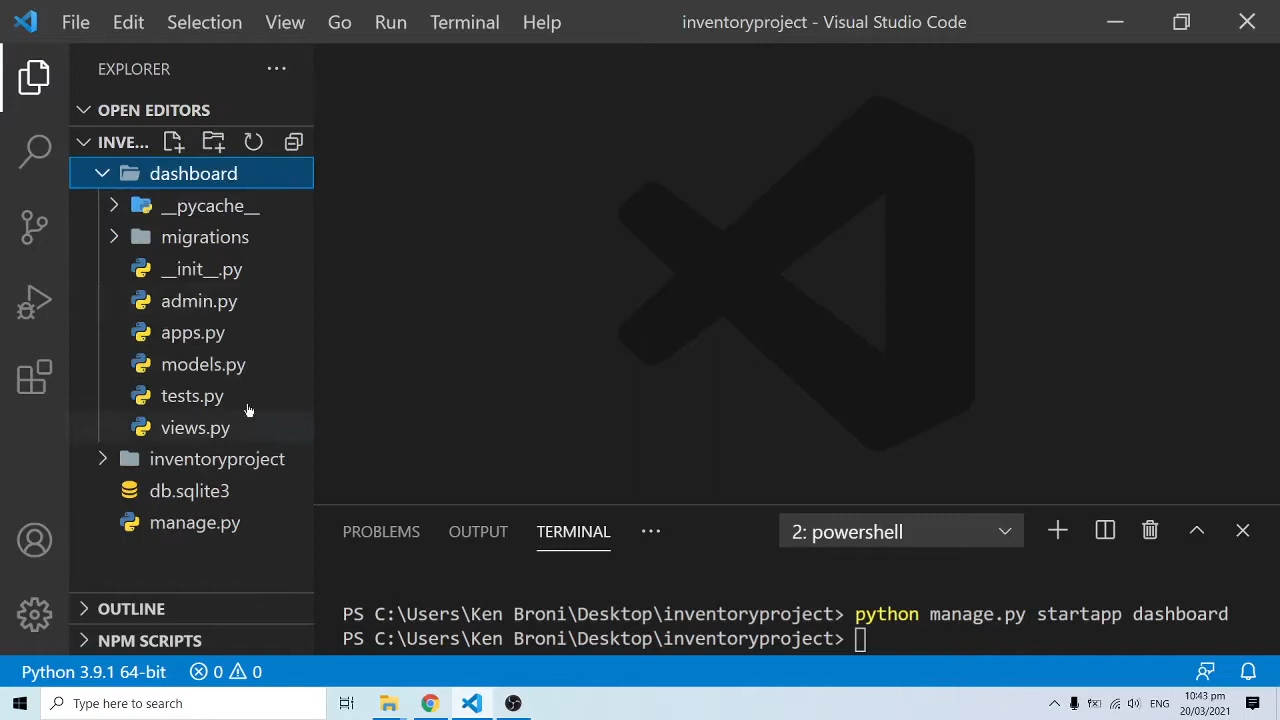 File Edit Selection View Go Run Terminal Help inventoryproject - Visual Studio Code
EXPLORER ···
OPEN EDITORS
INVE...
dashboard
__pycache__
migrations
__init__.py
admin.py
apps.py
models.py
tests.py
views.py
inventoryproject
db.sqlite3
manage.py
OUTLINE
NPM SCRIPTS
PROBLEMS OUTPUT TERMINAL ··· 2: powershell
PS C:\Users\Ken Broni\Desktop\inventoryproject> python manage.py startapp dashboard
PS C:\Users\Ken Broni\Desktop\inventoryproject>
Python 3.9.1 64-bit 0 0
Type here to search
ENG
10:43 pm
20/03/2021